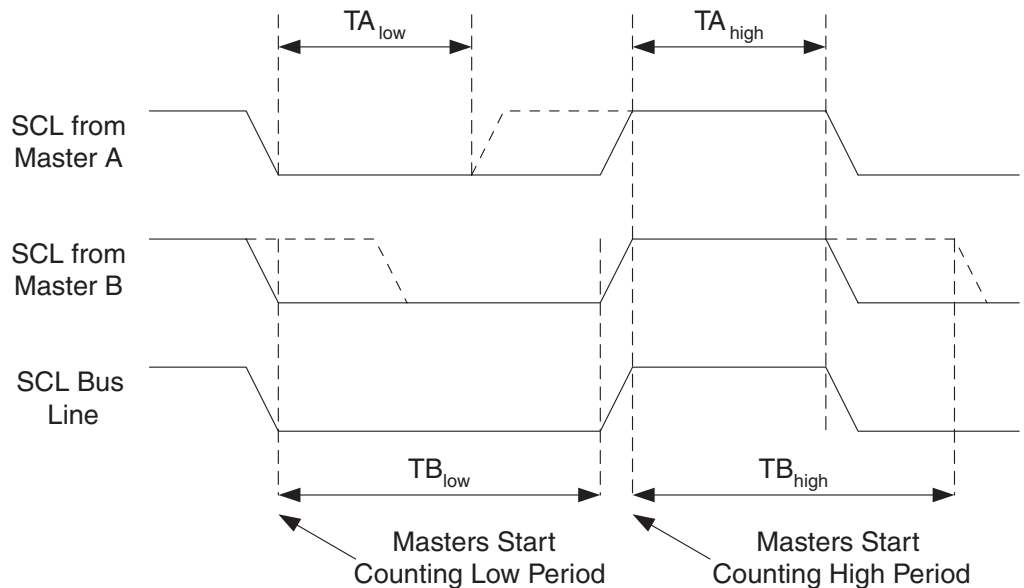 TA low
TA high
SCL from
Master A
SCL from
Master B
SCL Bus
Line
TB low
TB high
Masters Start
Counting Low Period
Masters Start
Counting High Period